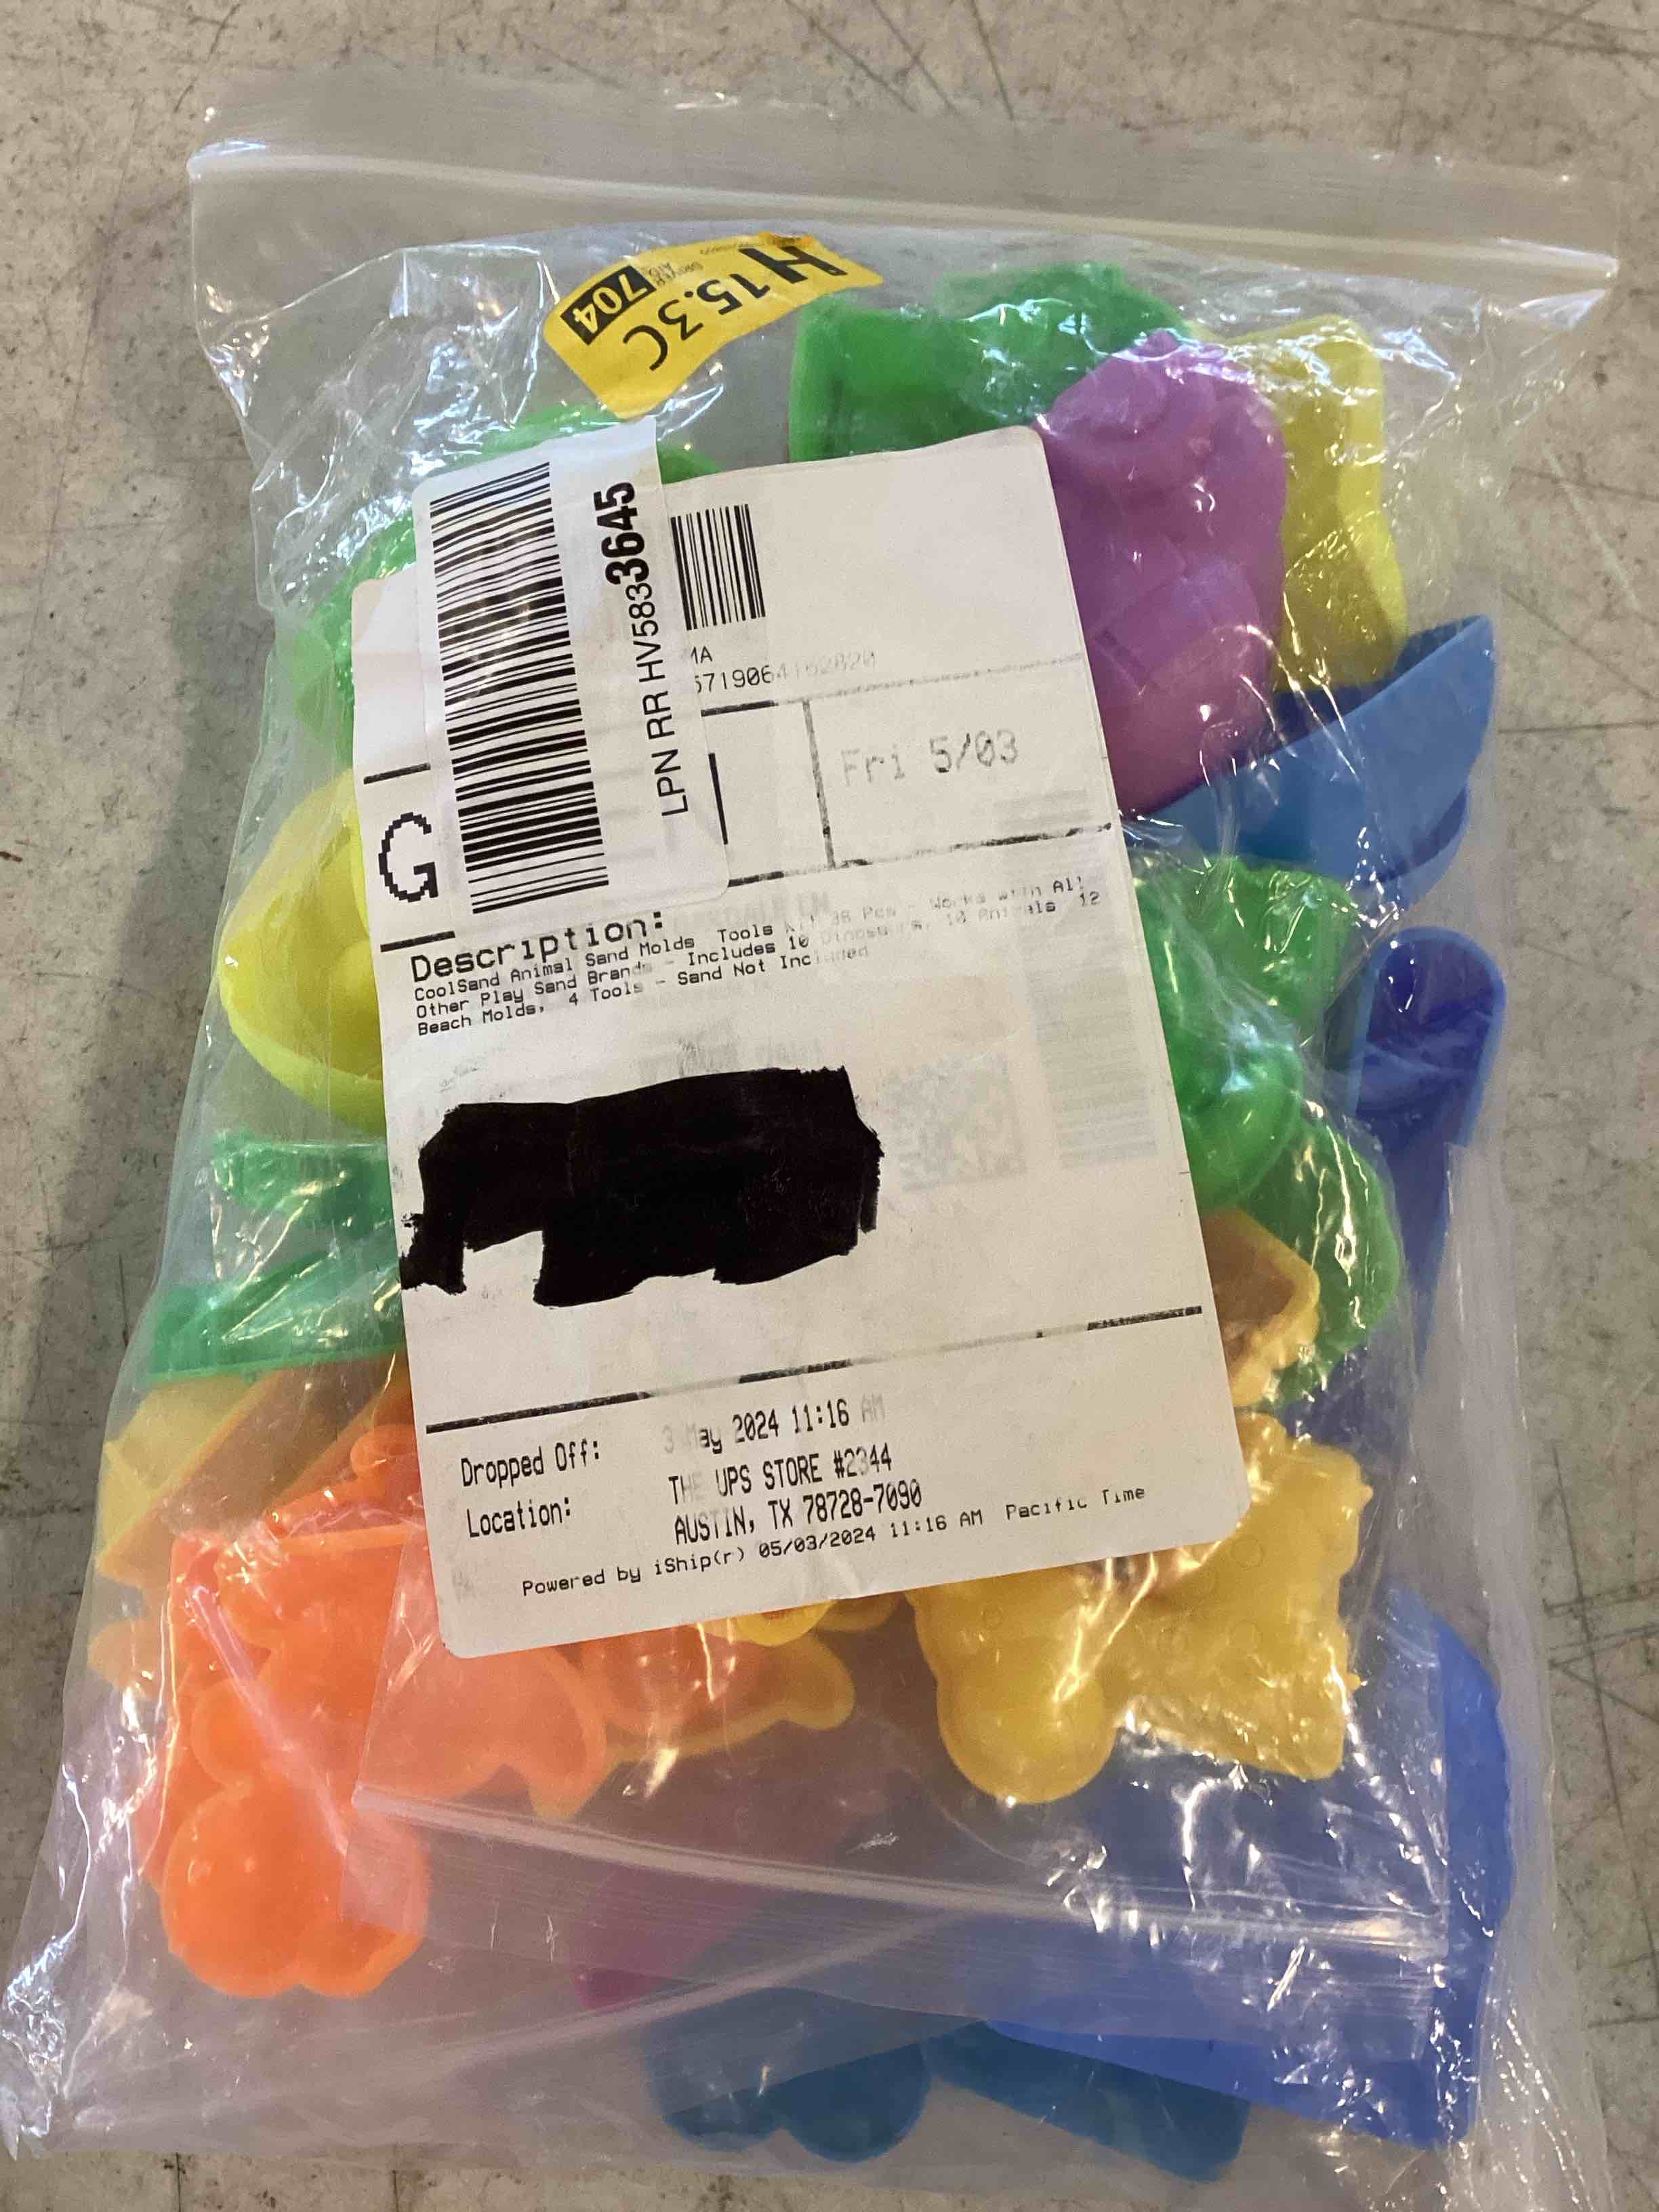 H15.3C
704
LPN RR HV5833645
1A
5719064162820
Fri 5/03
G
Description:
CoolSand Animal Sand Molds Tools Kit 36 Pcs - Works with All
Other Play Sand Brands - Includes 10 Dinosaurs, 10 Animals 12
Beach Molds, 4 Tools - Sand Not Included
Dropped Off: 3 May 2024 11:16 AM
Location: THE UPS STORE #2344
AUSTIN, TX 78728-7090
Powered by iShip(r) 05/03/2024 11:16 AM Pacific Time